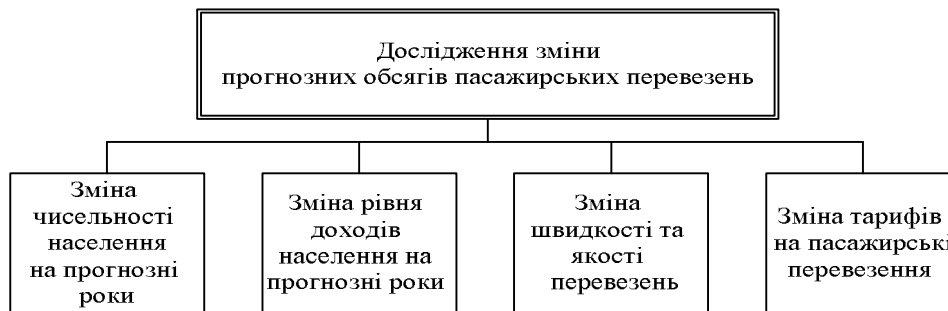 Дослідження зміни
прогнозних обсягів пасажирських перевезень
Зміна
чисельності
населення
на прогнозні
роки
Зміна рівня
доходів
населення на
прогнозні роки
Зміна
швидкості та
якості
перевезень
Зміна тарифів
на пасажирські
перевезення